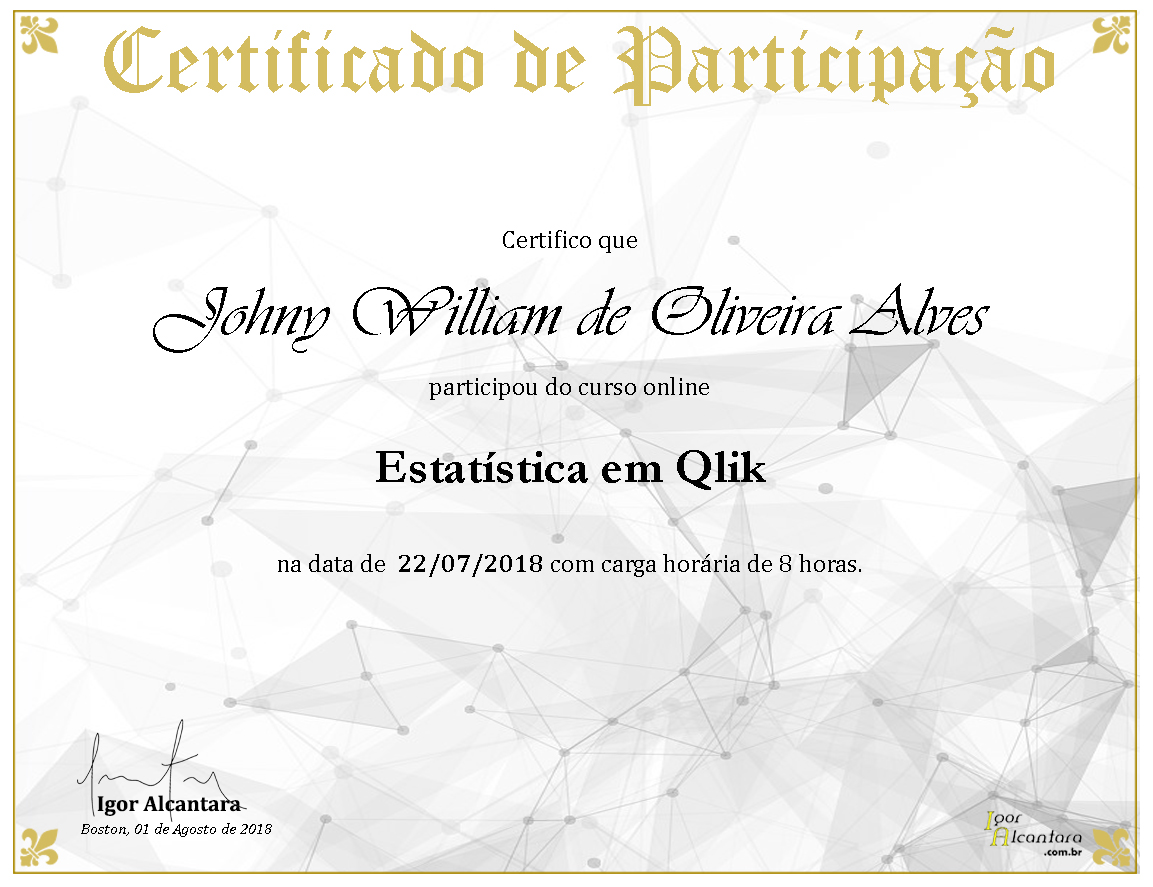 Certificado de Participação
Certifico que
Johny William de Oliveira Alves
participou do curso online
Estatística em Qlik
na data de 22/07/2018 com carga horária de 8 horas.
Igor Alcantara
Boston, 01 de Agosto de 2018
Igor
Alcantara
.com.br